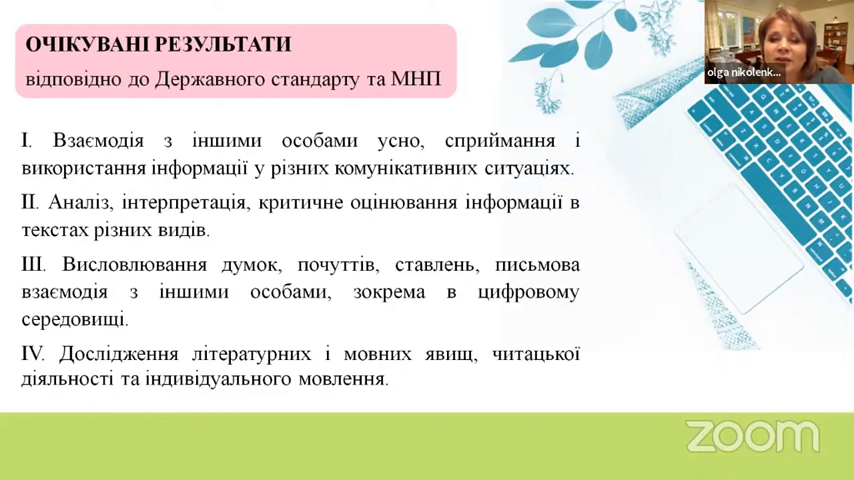 ОЧІКУВАНІ РЕЗУЛЬТАТИ
відповідно до Державного стандарту та МНП
olga nikolenk...
І. Взаємодія з іншими особами усно, сприймання і
використання інформації у різних комунікативних ситуаціях.
ІІ. Аналіз, інтерпретація, критичне оцінювання інформації в
текстах різних видів.
ІІІ. Висловлювання думок, почуттів, ставлень, письмова
взаємодія з іншими особами, зокрема в цифровому
середовищі.
IV. Дослідження літературних і мовних явищ, читацької
діяльності та індивідуального мовлення.
zoom